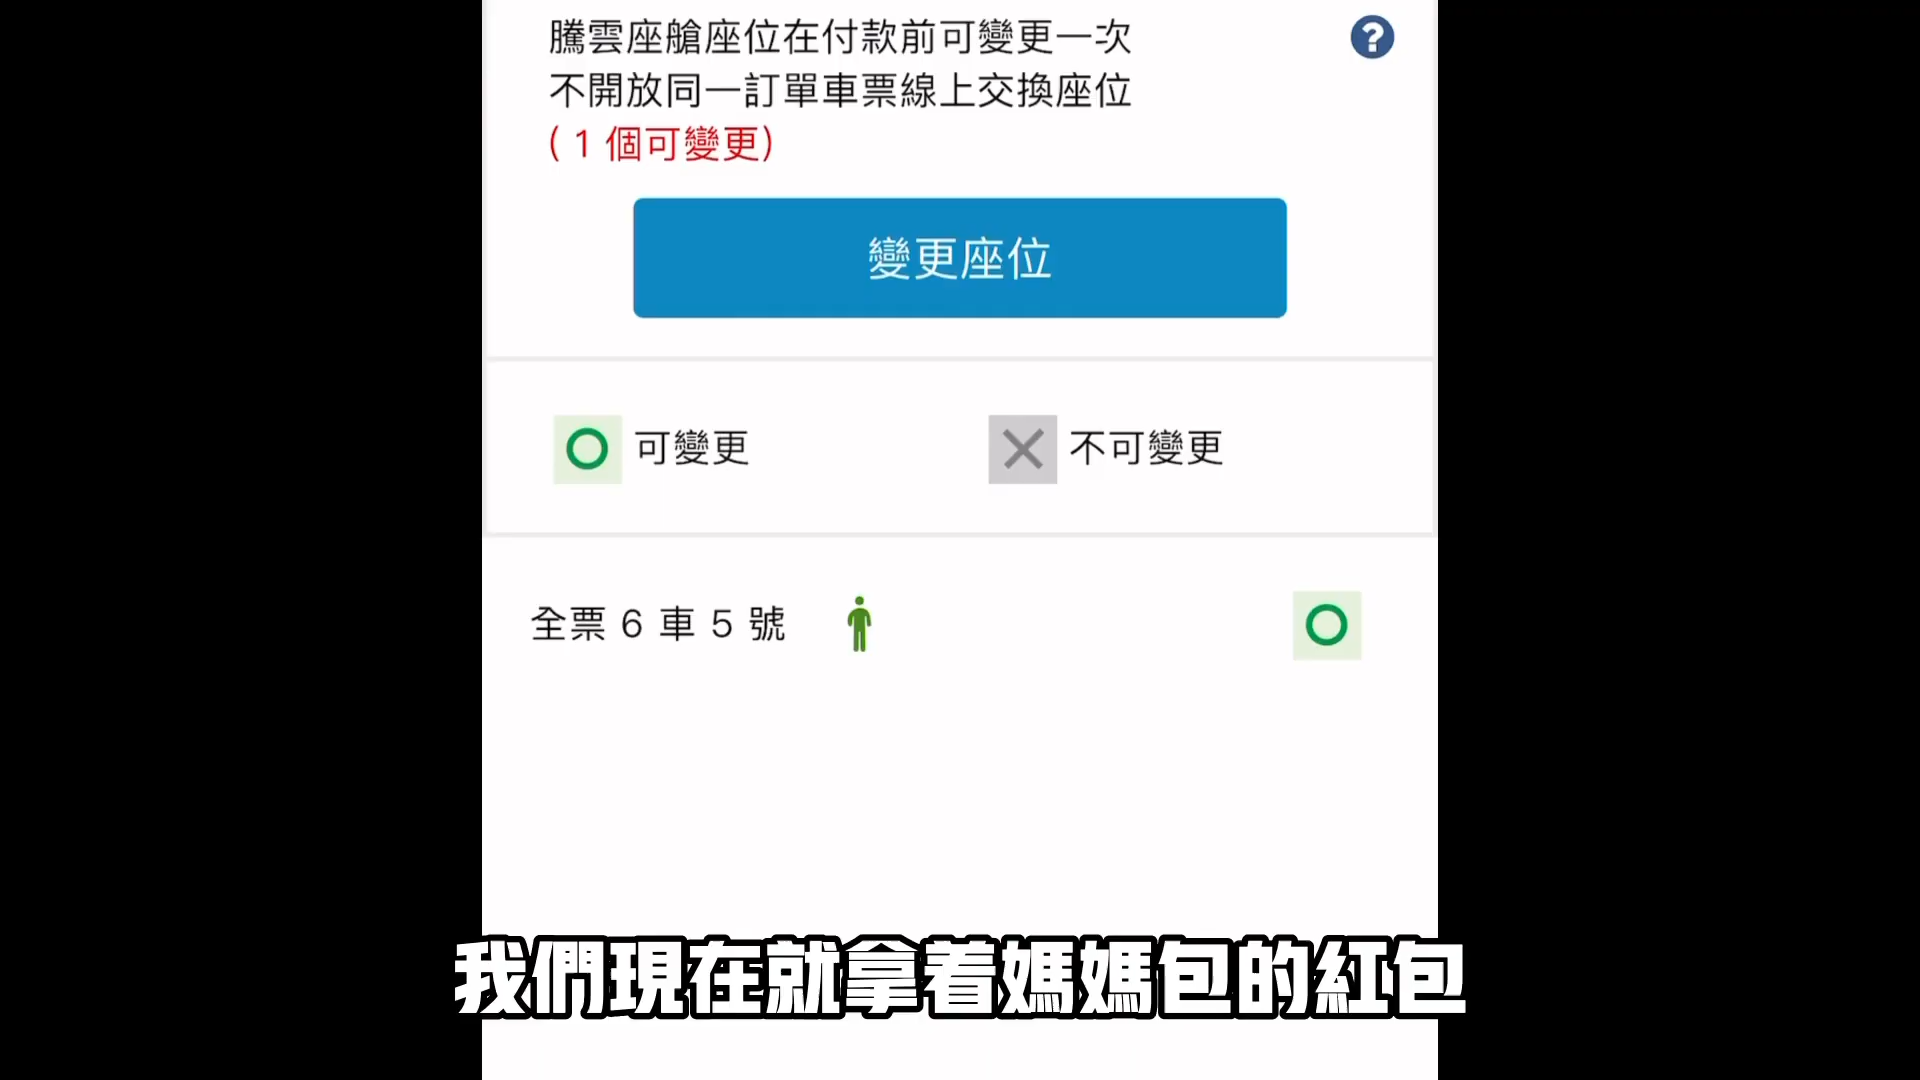 騰雲座艙座位在付款前可變更一次
不開放同一訂單車票線上交換座位
( 1 個可變更)
變更座位
可變更
不可變更
全票 6 車 5 號
我們現在就拿着媽媽包的紅包